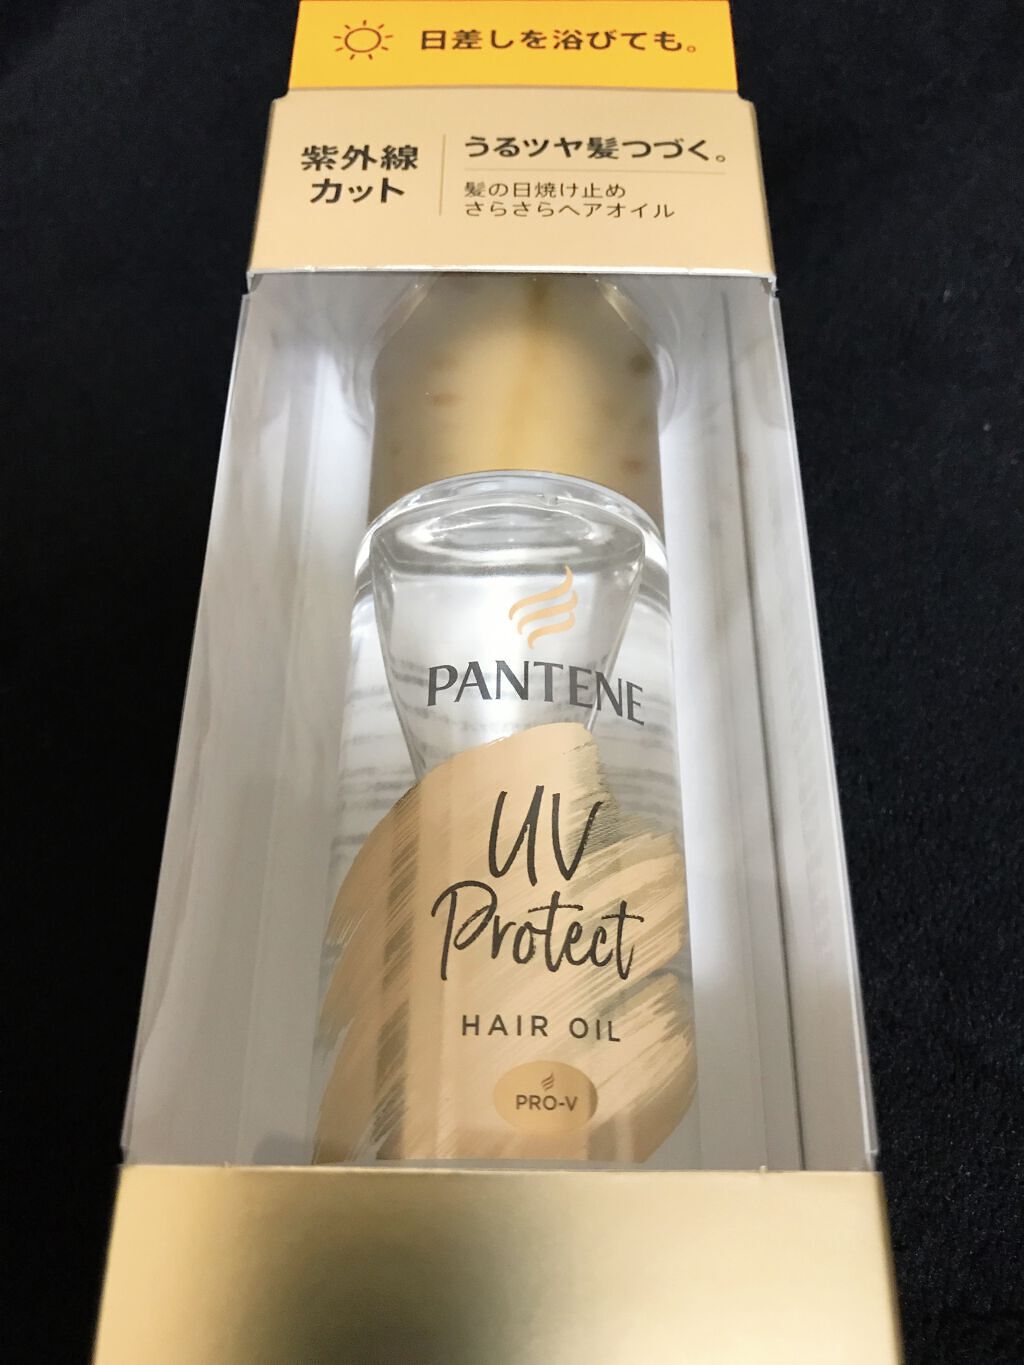 日差しを浴びても。
紫外線
カット
うるツヤ髪つづく。
髪の日焼け止め
さらさらヘアオイル
PANTENE
UV
Protect
HAIR OIL
PRO-V